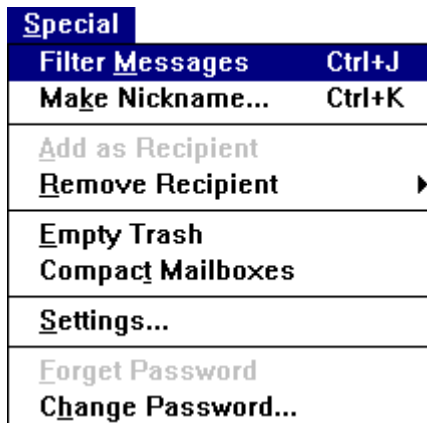 Special
Filter Messages Ctrl+J
Make Nickname... Ctrl+K
Add as Recipient
Remove Recipient
Empty Trash
Compact Mailboxes
Settings...
Forget Password
Change Password...